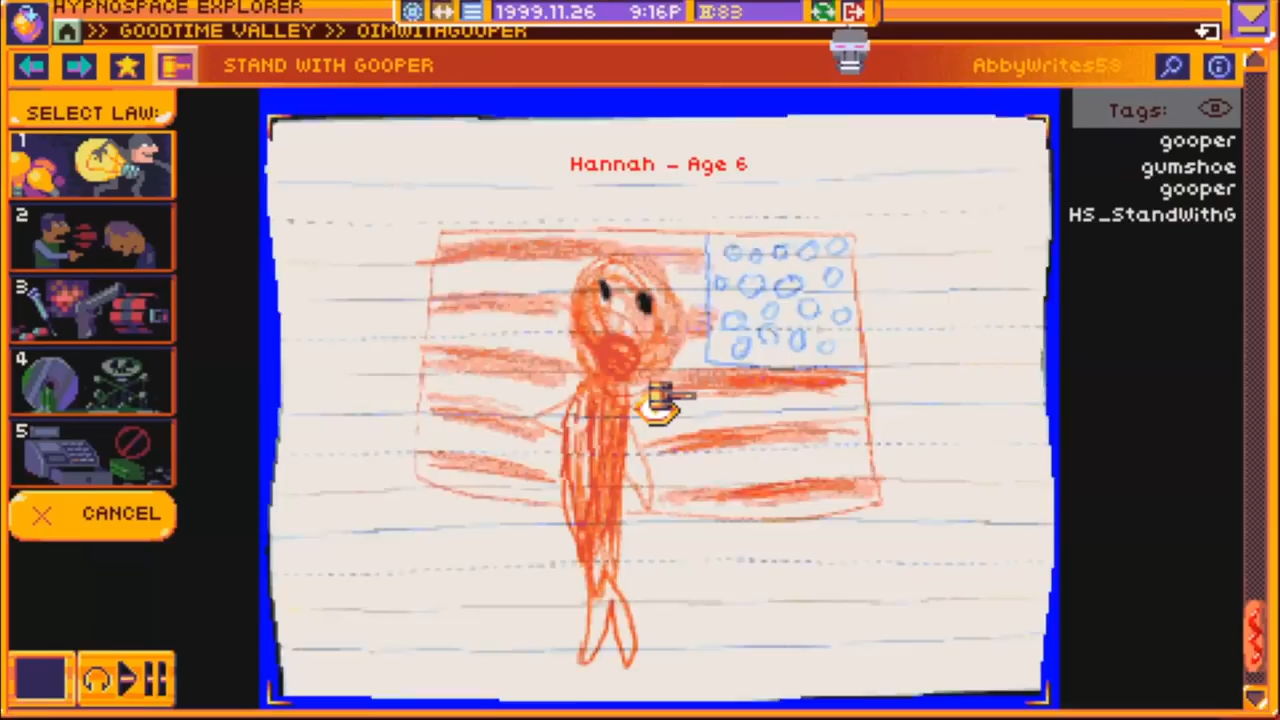 HYPNOSPACE EXPLORER
1999.11.26 9:16P 83
>> GOODTIME VALLEY >> OIMWITHGOOPER
STAND WITH GOOPER
AbbyWrites5
SELECT LAW:
1
2
3
4
5
CANCEL
Hannah - Age 6
Tags:
gooper
gumshoe
gooper
HS_StandWithG